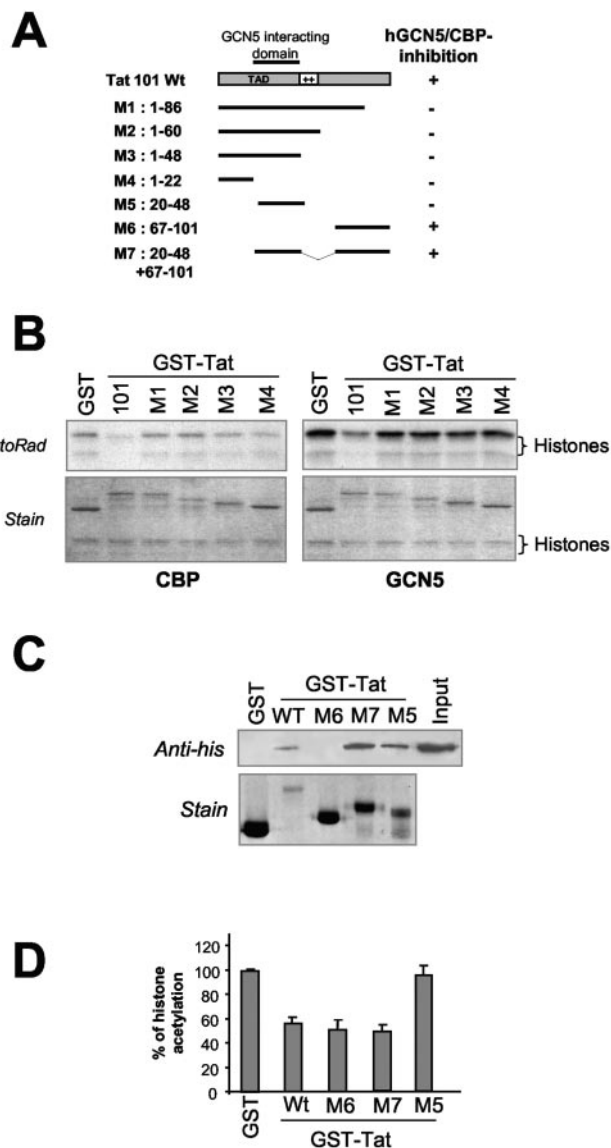 A
GCN5 interacting
domain
hGCN5/CBP-
inhibition
Tat 101 Wt
TAD
++
+
M1 : 1-86
-
M2 : 1-60
-
M3 : 1-48
-
M4 : 1-22
-
M5 : 20-48
-
M6 : 67-101
+
M7 : 20-48
+67-101
+
B
GST-Tat
GST 101 M1 M2 M3 M4
GST-Tat
GST 101 M1 M2 M3 M4
toRad
} Histones
Stain
} Histones
CBP
GCN5
C
GST-Tat
GST WT M6 M7 M5 Input
Anti-his
Stain
D
% of histone
acetylation
120
100
80
60
40
20
0
GST Wt M6 M7 M5
GST-Tat